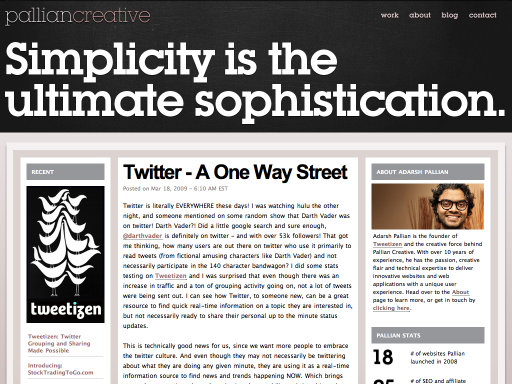 palliancreative
work about blog contact
Simplicity is the
ultimate sophistication.
RECENT
tweetizen
Tweetizen: Twitter
Grouping and Sharing
Made Possible
Introducing:
StockTradingToGo.com
Twitter - A One Way Street
Posted on Mar 18, 2009 - 6:10 AM EST
Twitter is literally EVERYWHERE these days! I was watching hulu the other
night, and someone mentioned on some random show that Darth Vader was
on twitter! Darth Vader?! Did a little google search and sure enough,
@darthvader is definitely on twitter - and with over 53k followers! That got
me thinking, how many users are out there on twitter who use it primarily to
read tweets (from fictional amusing characters like Darth Vader) and not
necessarily participate in the 140 character bandwagon? I did some stats
testing on Tweetizen and I was surprised that even though there was an
increase in traffic and a ton of grouping activity going on, not a lot of tweets
were being sent out. I can see how Twitter, to someone new, can be a great
resource to find quick real-time information on a topic they are interested in,
but not necessarily ready to share their personal up to the minute status
updates.
This is technically good news for us, since we want more people to embrace
the twitter culture. And even though they may not necessarily be twittering
about what they are doing any given minute, they are using it as a real-time
information source to find news and trends happening NOW. Which brings
ABOUT ADARSH PALLIAN
Adarsh Pallian is the founder of
Tweetizen and the creative force behind
Pallian Creative. With over 10 years of
experience, he has the passion, creative
flair and technical expertise to deliver
innovative websites and web
applications with a unique user
experience. Head over to the About
page to learn more, or get in touch by
clicking here.
PALLIAN STATS
18 # of websites Pallian
launched in 2008
# of SEO and affiliate